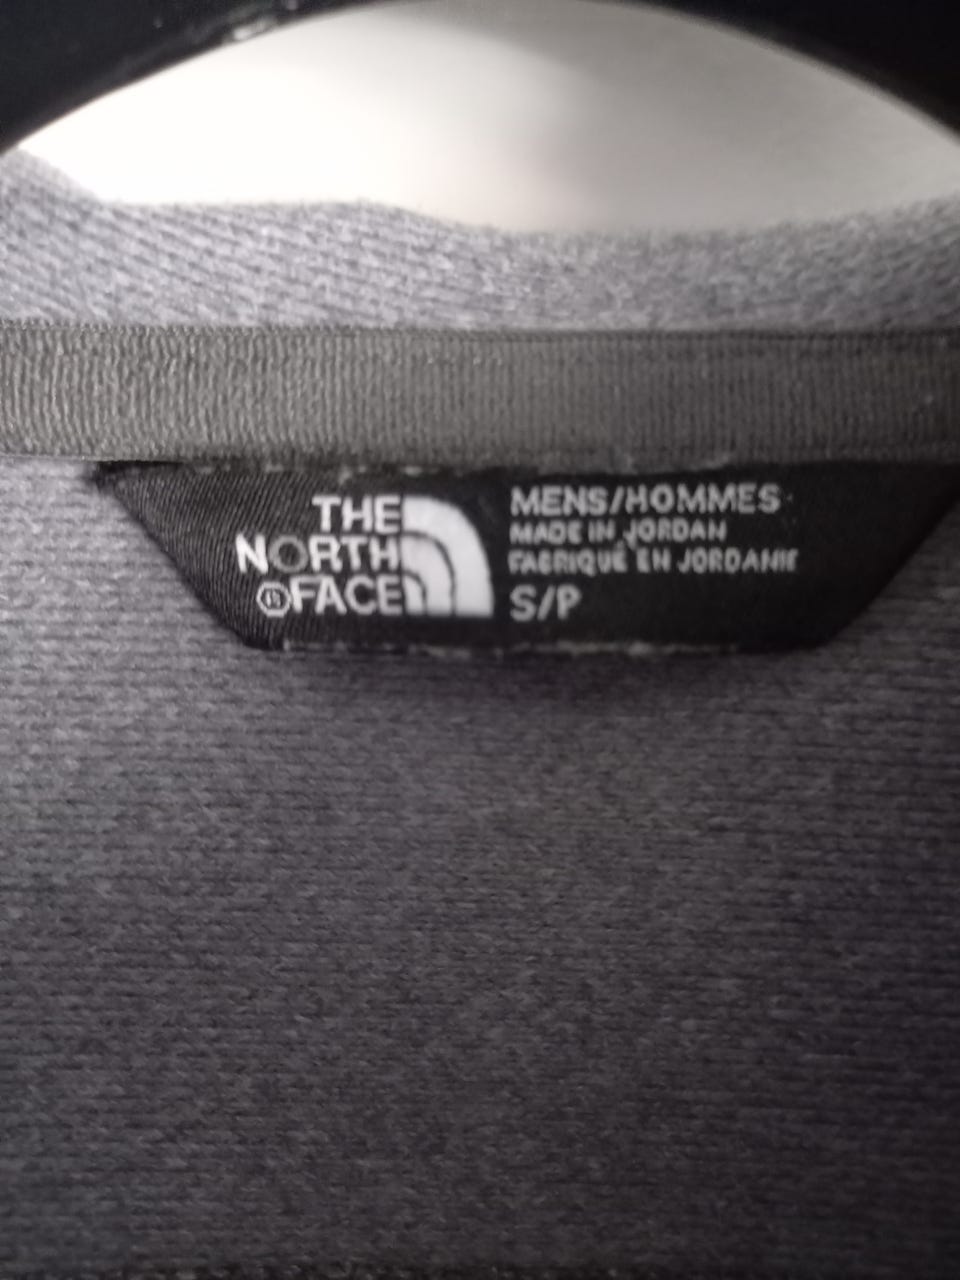 THE
NORTH
FACE
MENS/HOMMES
MADE IN JORDAN
FABRIQUÉ EN JORDANIE
S/P